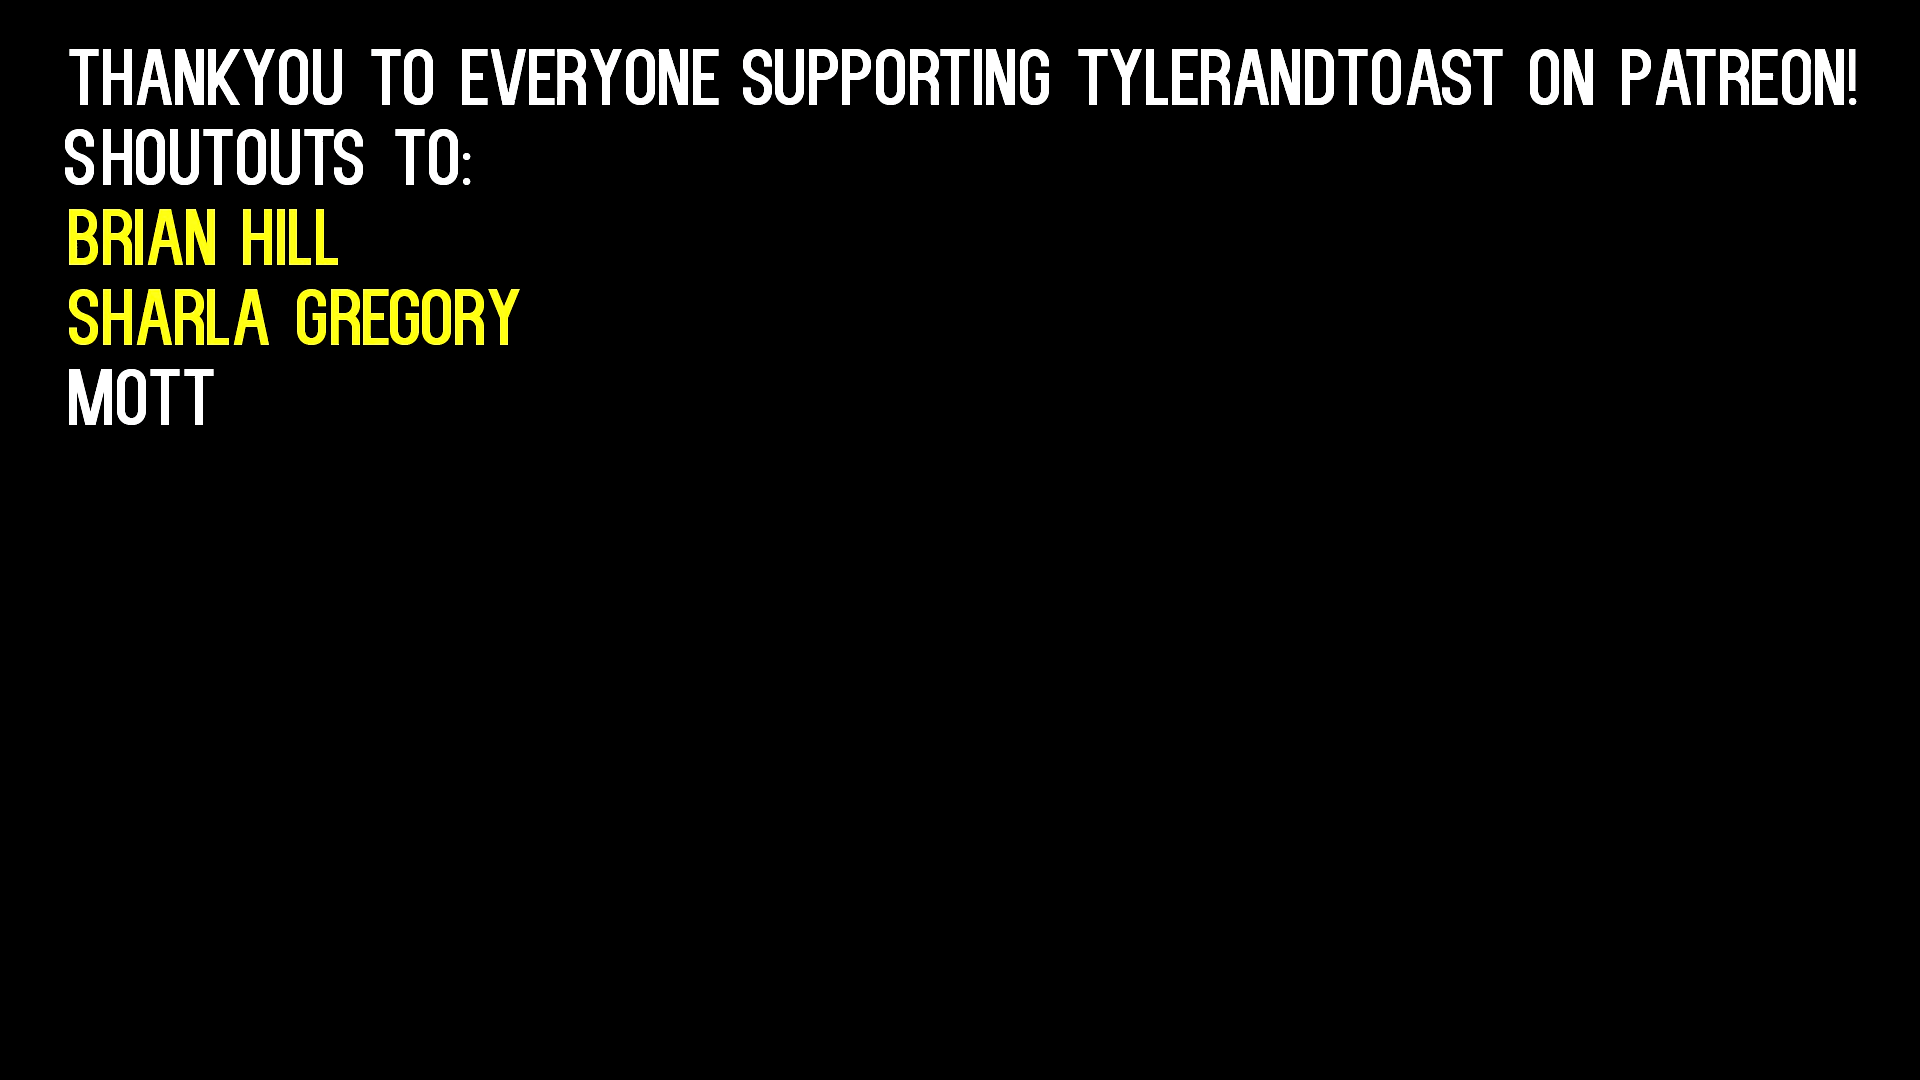 THANKYOU TO EVERYONE SUPPORTING TYLERANDTOAST ON PATREON!
SHOUTOUTS TO:
BRIAN HILL
SHARLA GREGORY
MOTT